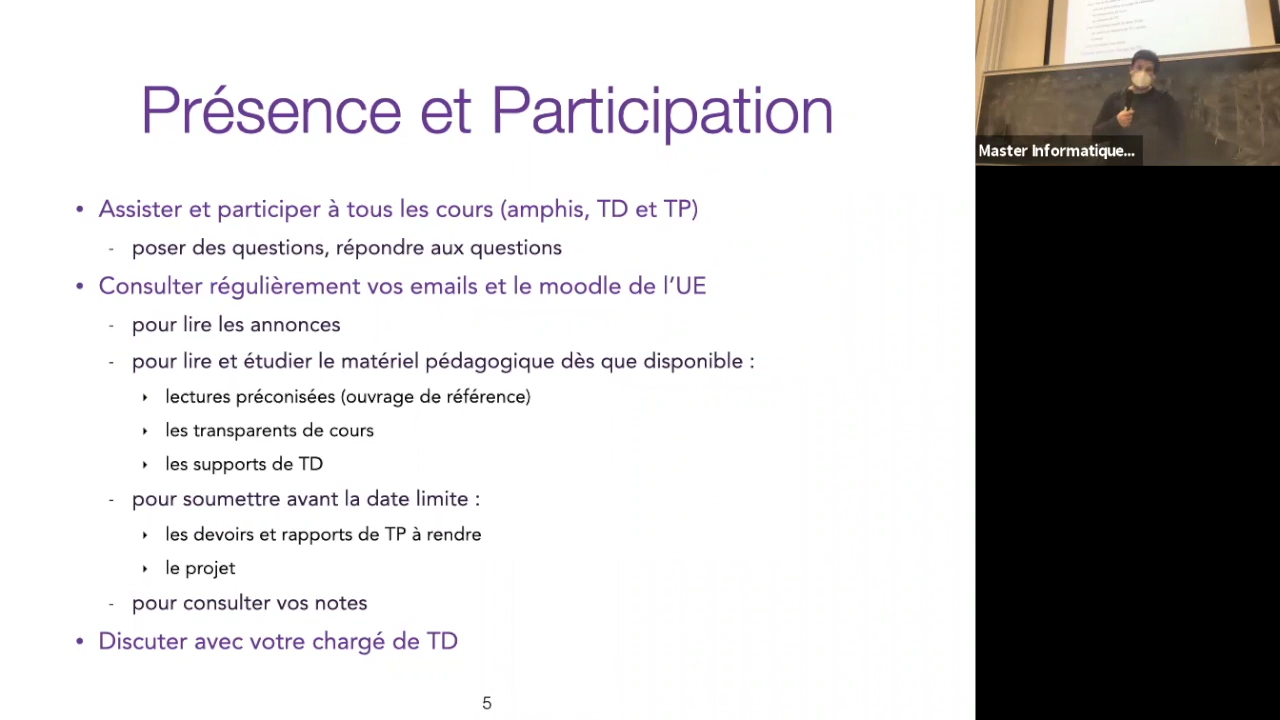 Présence et Participation
• Assister et participer à tous les cours (amphis, TD et TP)
- poser des questions, répondre aux questions
• Consulter régulièrement vos emails et le moodle de l’UE
- pour lire les annonces
- pour lire et étudier le matériel pédagogique dès que disponible :
‣ lectures préconisées (ouvrage de référence)
‣ les transparents de cours
‣ les supports de TD
- pour soumettre avant la date limite :
‣ les devoirs et rapports de TP à rendre
‣ le projet
- pour consulter vos notes
• Discuter avec votre chargé de TD
5
Master Informatique...